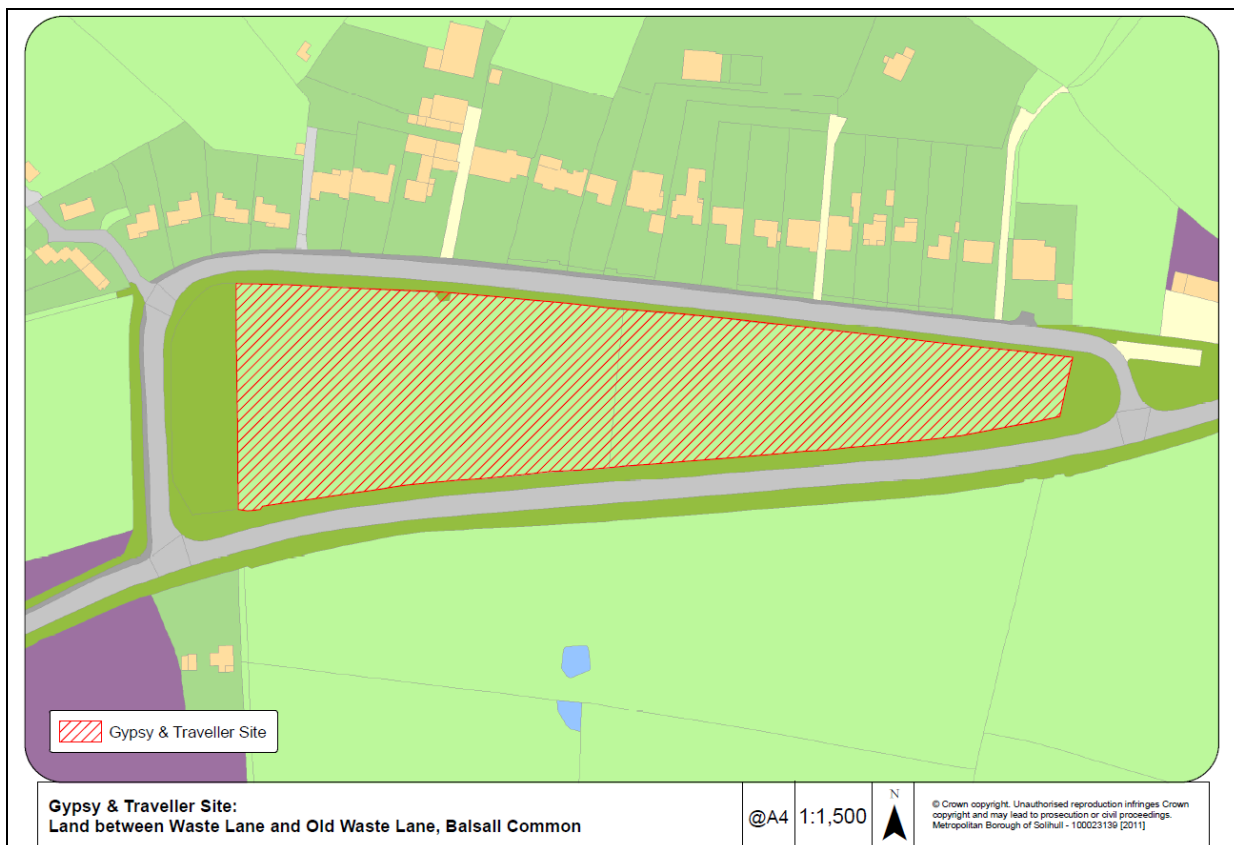 Gypsy & Traveller Site
Gypsy & Traveller Site:
Land between Waste Lane and Old Waste Lane, Balsall Common
@A4
1:1,500
N
© Crown copyright. Unauthorised reproduction infringes Crown
copyright and may lead to prosecution or civil proceedings.
Metropolitan Borough of Solihull - 100023139 [2011]